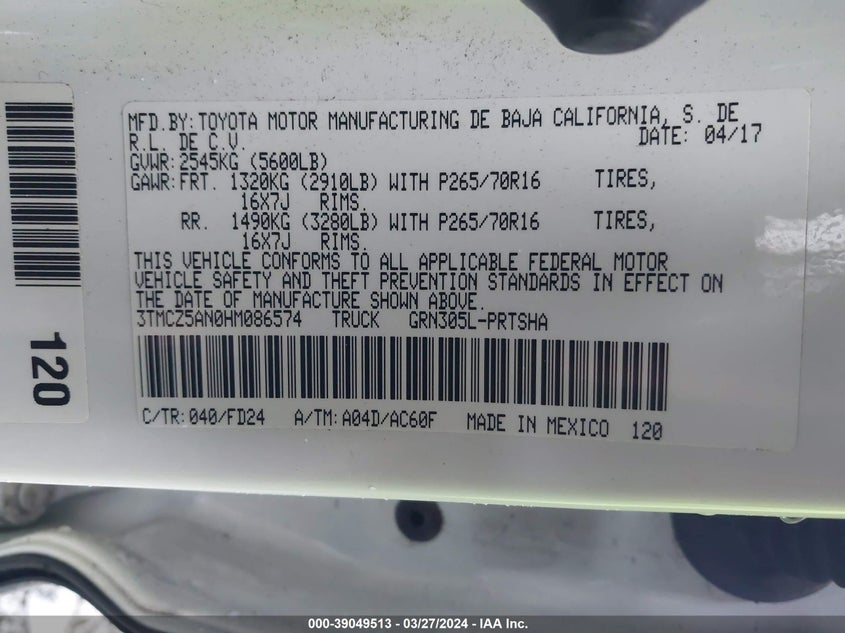 MFD.BY:TOYOTA MOTOR MANUFACTURING DE BAJA CALIFORNIA, S. DE
R.L. DE C.V. DATE: 04/17
GVWR:2545KG (5600LB)
GAWR:FRT. 1320KG (2910LB) WITH P265/70R16 TIRES,
16X7J RIMS.
RR. 1490KG (3280LB) WITH P265/70R16 TIRES,
16X7J RIMS.
THIS VEHICLE CONFORMS TO ALL APPLICABLE FEDERAL MOTOR
VEHICLE SAFETY AND THEFT PREVENTION STANDARDS IN EFFECT ON
THE DATE OF MANUFACTURE SHOWN ABOVE.
3TMCZ5AN0HM086574 TRUCK GRN305L-PRTSHA
C/TR:040/FD24 A/TM:A04D/AC60F MADE IN MEXICO 120
120
000-39049513 - 03/27/2024 - IAA Inc.